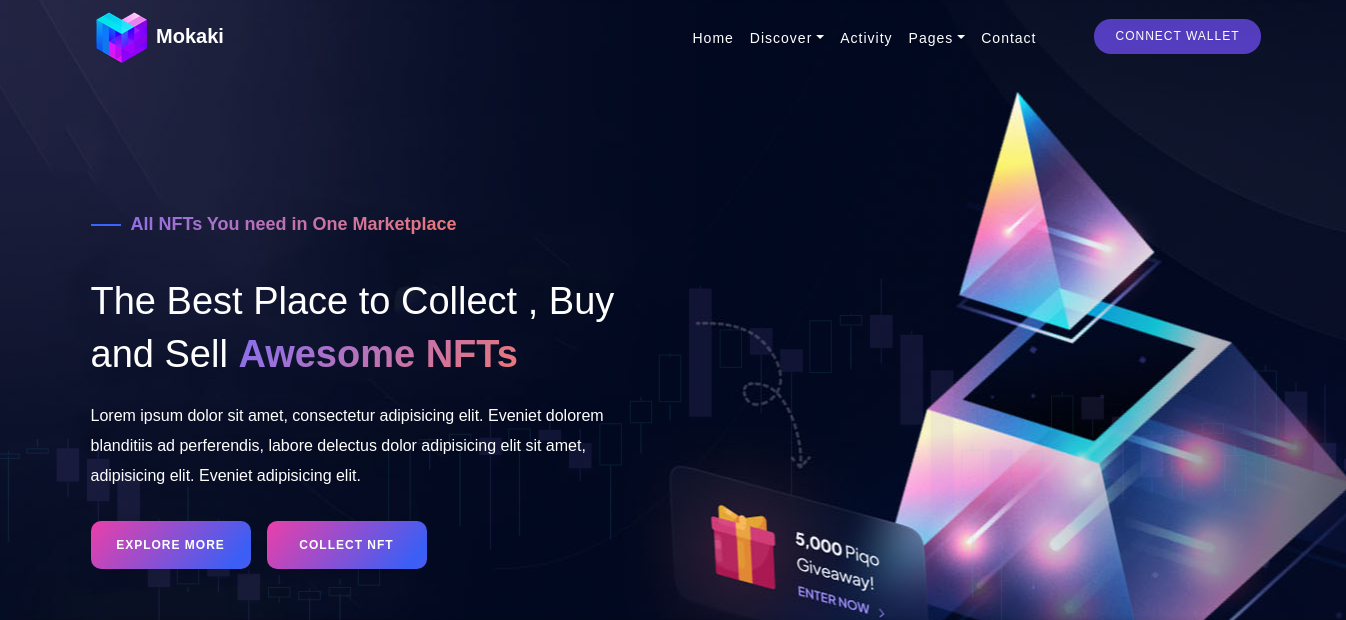 Mokaki
Home Discover Activity Pages Contact
CONNECT WALLET
All NFTs You need in One Marketplace
The Best Place to Collect , Buy
and Sell Awesome NFTs
Lorem ipsum dolor sit amet, consectetur adipisicing elit. Eveniet dolorem
blanditiis ad perferendis, labore delectus dolor adipisicing elit sit amet,
adipisicing elit. Eveniet adipisicing elit.
EXPLORE MORE
COLLECT NFT
5,000 Piqo
Giveaway!
ENTER NOW